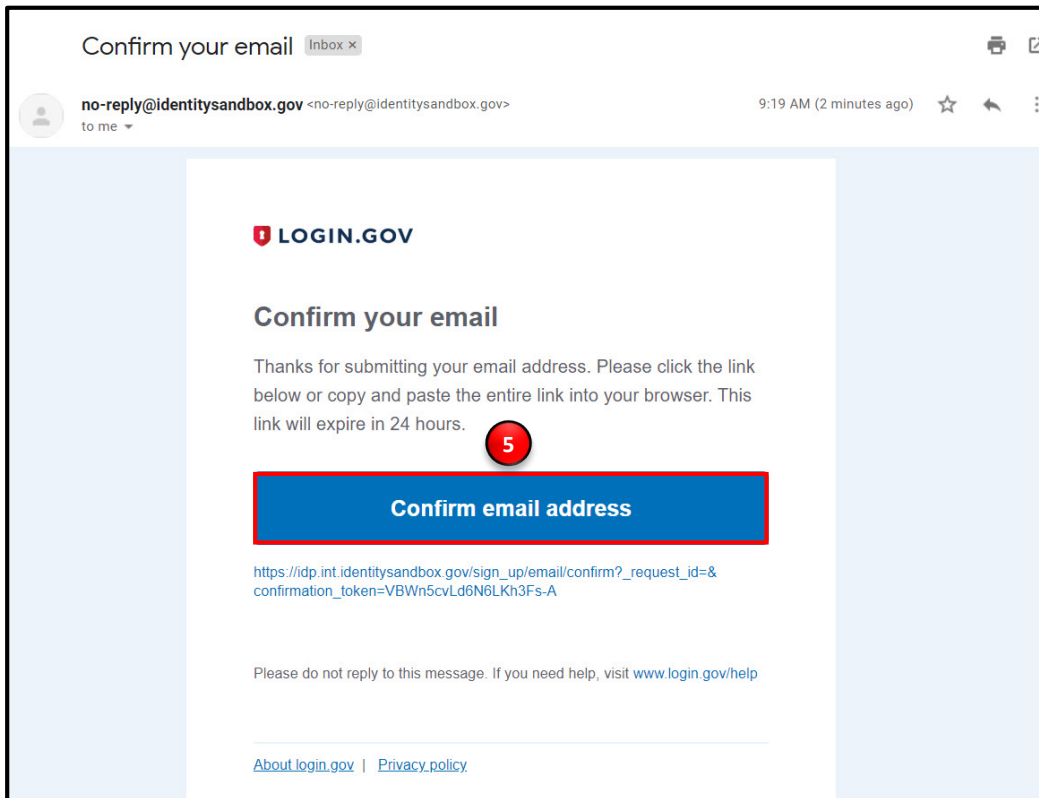 Confirm your email Inbox ×
no-reply@identitysandbox.gov <no-reply@identitysandbox.gov> 9:19 AM (2 minutes ago)
to me
LOGIN.GOV
Confirm your email
Thanks for submitting your email address. Please click the link
below or copy and paste the entire link into your browser. This
link will expire in 24 hours.
5
Confirm email address
https://idp.int.identitysandbox.gov/sign_up/email/confirm?_request_id=&
confirmation_token=VBWn5cvLd6N6LKh3Fs-A
Please do not reply to this message. If you need help, visit www.login.gov/help
About login.gov | Privacy policy